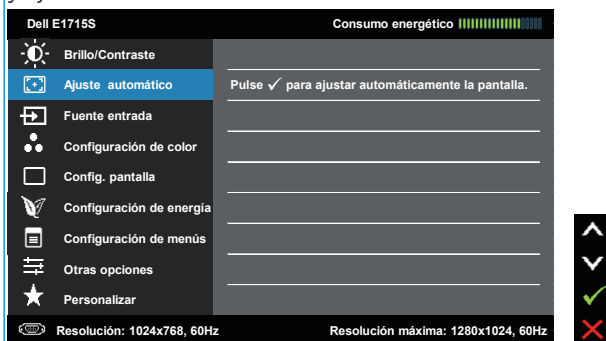 Dell E1715S Consumo energético
Brillo/Contraste
Ajuste automático Pulse ✓ para ajustar automáticamente la pantalla.
Fuente entrada
Configuración de color
Config. pantalla
Configuración de energía
Configuración de menús
Otras opciones
Personalizar
Resolución: 1024x768, 60Hz Resolución máxima: 1280x1024, 60Hz